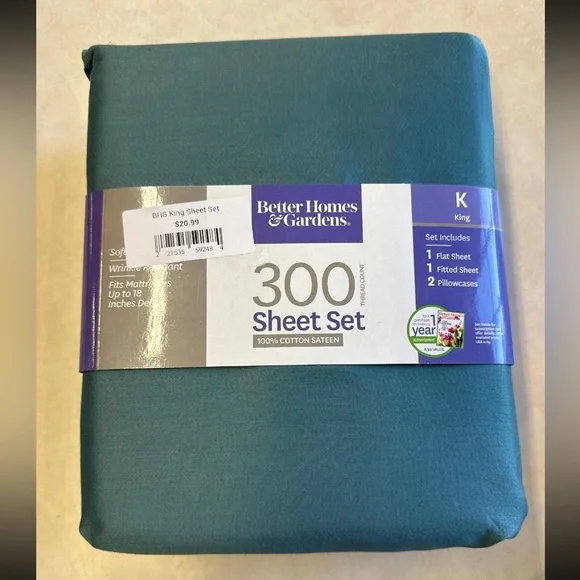 BHG King Sheet Set
$20.99
2 27535 59248 4
Wrinkle Resistant
Fits Mattresses
Up to 18
Inches Deep
Better Homes
& Gardens®
300
THREAD COUNT
Sheet Set
100% COTTON SATEEN
K
King
Set Includes
1 Flat Sheet
1 Fitted Sheet
2 Pillowcases
1
year